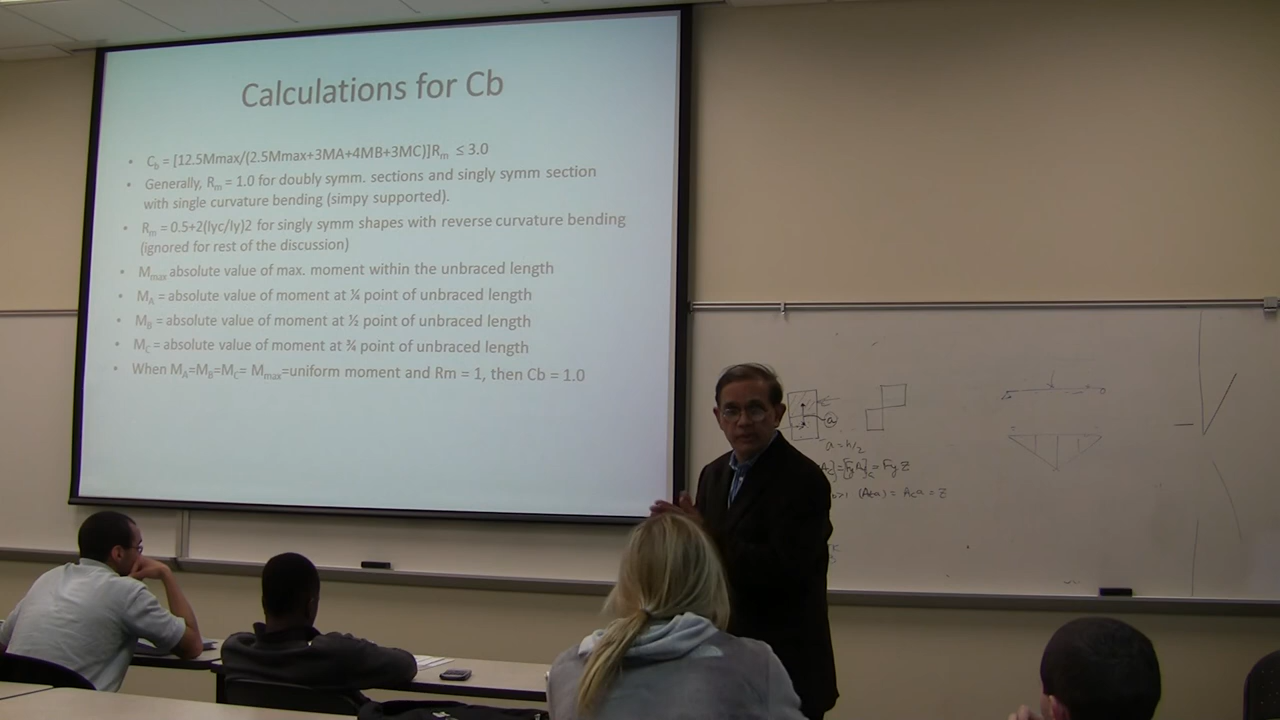 Calculations for Cb
• Cb = [12.5Mmax/(2.5Mmax+3MA+4MB+3MC)]Rm ≤ 3.0
• Generally, Rm = 1.0 for doubly symm. sections and singly symm section
with single curvature bending (simpy supported).
• Rm = 0.5+2(Iyc/Iy)2 for singly symm shapes with reverse curvature bending
(ignored for rest of the discussion)
• Mmax absolute value of max. moment within the unbraced length
• MA = absolute value of moment at ¼ point of unbraced length
• MB = absolute value of moment at ½ point of unbraced length
• MC = absolute value of moment at ¾ point of unbraced length
• When MA=MB=MC= Mmax=uniform moment and Rm = 1, then Cb = 1.0
a
a = h/2
= Fy Z
(Aca) = Aca = Z